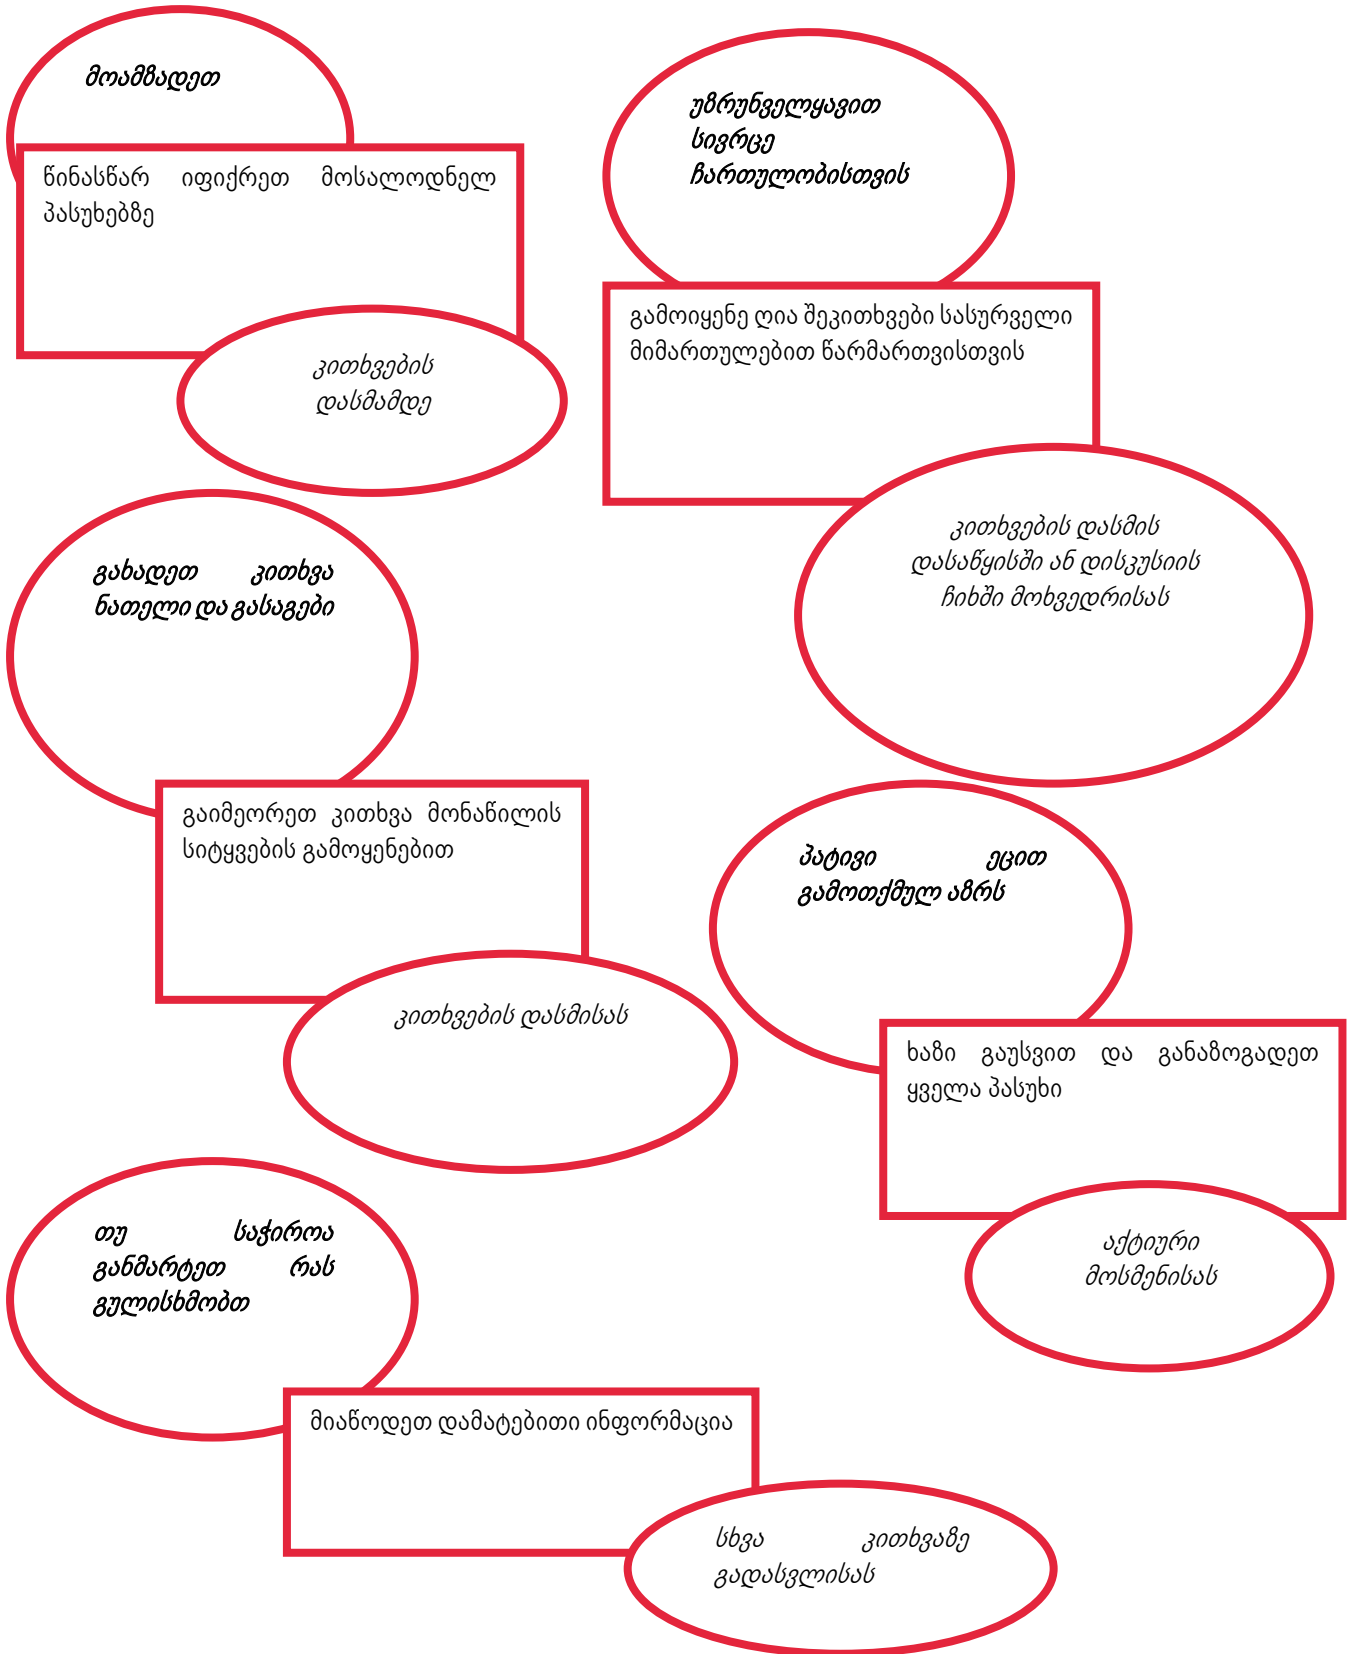 მოამზადეთ
წინასწარ იფიქრეთ მოსალოდნელ
პასუხებზე
კითხვების
დასმამდე
უზრუნველყავით
სივრცე
ჩართულობისთვის
გამოიყენე ღია შეკითხვები სასურველი
მიმართულებით წარმართვისთვის
კითხვების დასმის
დასაწყისში ან დისკუსიის
ჩიხში მოხვედრისას
გახადეთ კითხვა
ნათელი და გასაგები
გაიმეორეთ კითხვა მონაწილის
სიტყვების გამოყენებით
კითხვების დასმისას
პატივი ეცით
გამოთქმულ აზრს
ხაზი გაუსვით და განაზოგადეთ
ყველა პასუხი
აქტიური
მოსმენისას
თუ საჭიროა
განმარტეთ რას
გულისხმობთ
მიაწოდეთ დამატებითი ინფორმაცია
სხვა კითხვაზე
გადასვლისას